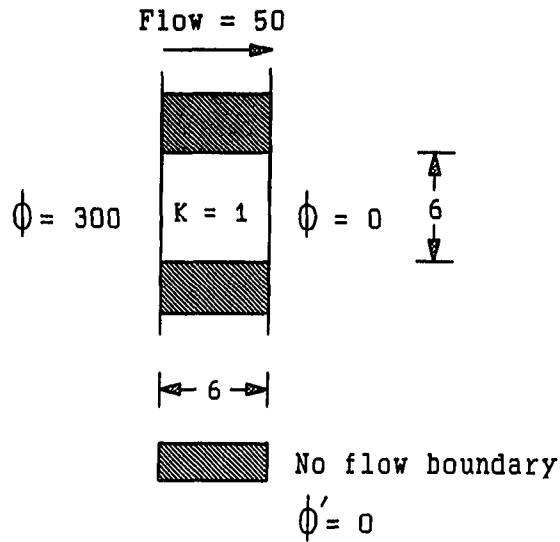 Flow = 50
ϕ = 300
K = 1
ϕ = 0
6
6
No flow boundary
ϕ′ = 0